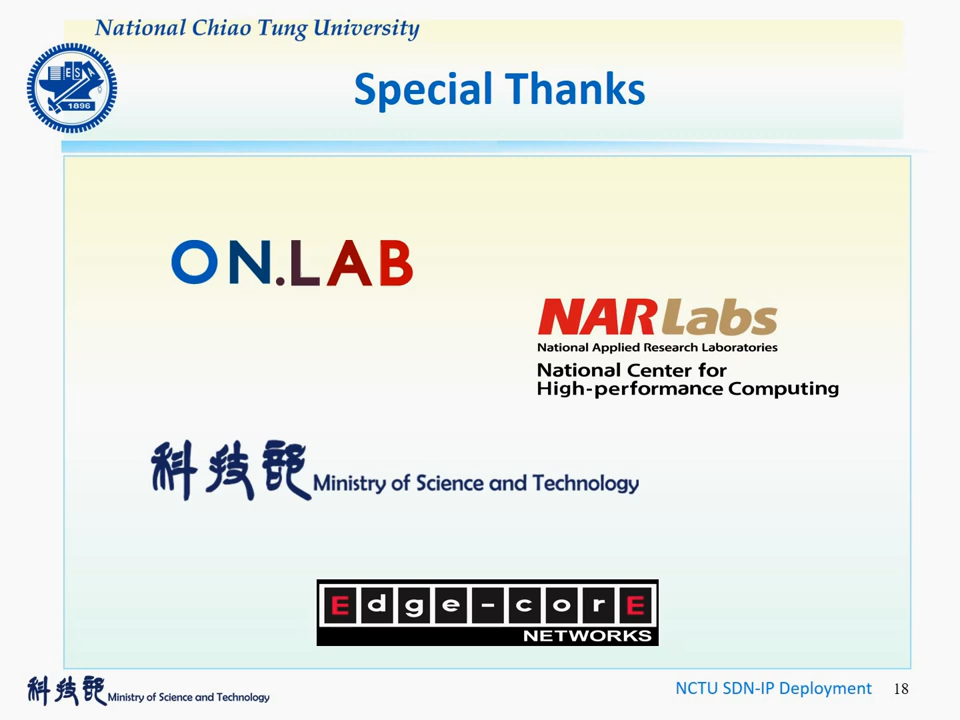 National Chiao Tung University
Special Thanks
1896
ON.LAB
NARLabs
National Applied Research Laboratories
National Center for
High-performance Computing
科技部 Ministry of Science and Technology
Edge-corE
NETWORKS
科技部 Ministry of Science and Technology
NCTU SDN-IP Deployment 18